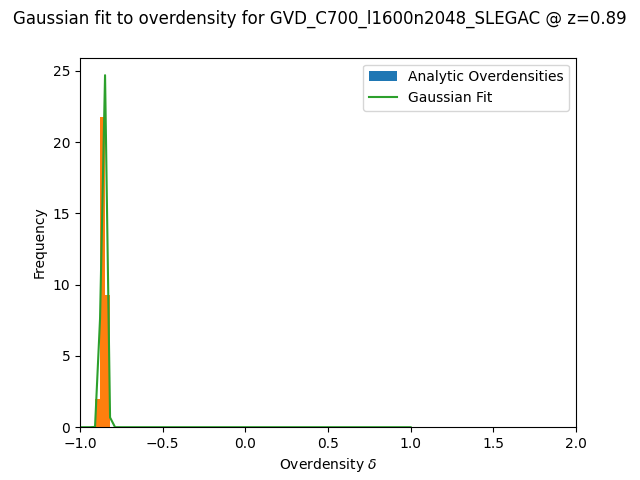 Gaussian fit to overdensity for GVD_C700_l1600n2048_SLEGAC @ z=0.89
Analytic Overdensities
Gaussian Fit
25
20
15
10
5
0
Frequency
−1.0 −0.5 0.0 0.5 1.0 1.5 2.0
Overdensity δ